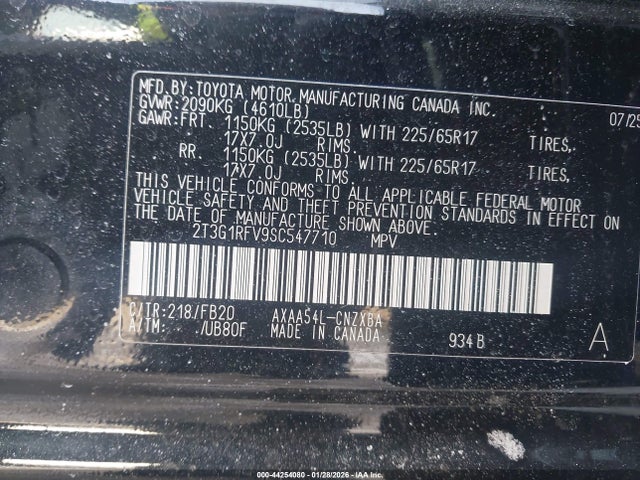 MFD. BY: TOYOTA MOTOR MANUFACTURING CANADA INC. 07/25
GVWR: 2090KG (4610LB)
GAWR: FRT. 1150KG (2535LB) WITH 225/65R17 TIRES,
17X7.0J RIMS.
RR. 1150KG (2535LB) WITH 225/65R17 TIRES,
17X7.0J RIMS.
THIS VEHICLE CONFORMS TO ALL APPLICABLE FEDERAL MOTOR
VEHICLE SAFETY AND THEFT PREVENTION STANDARDS IN EFFECT ON
THE DATE OF MANUFACTURE SHOWN ABOVE.
2T3G1RFV9SC547710 MPV
C/TR: 218/FB20 AXAA54L-CNZXBA
A/TM. /UB80F MADE IN CANADA 934B A
000-44254080 - 01/28/2026 - IAA Inc.